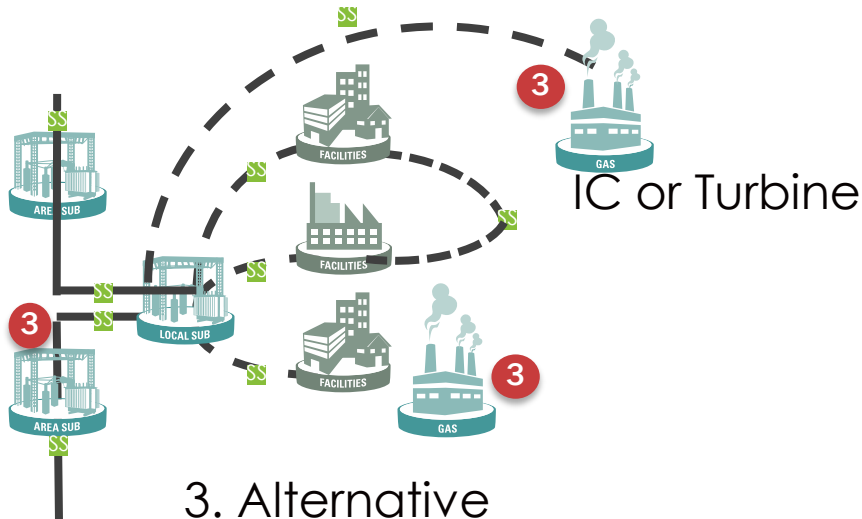 SS
3
GAS
IC or Turbine
FACILITIES
SS
AREA SUB
SS
FACILITIES
SS
SS
SS
LOCAL SUB
3
SS
AREA SUB
SS
FACILITIES
SS
3
GAS
3. Alternative